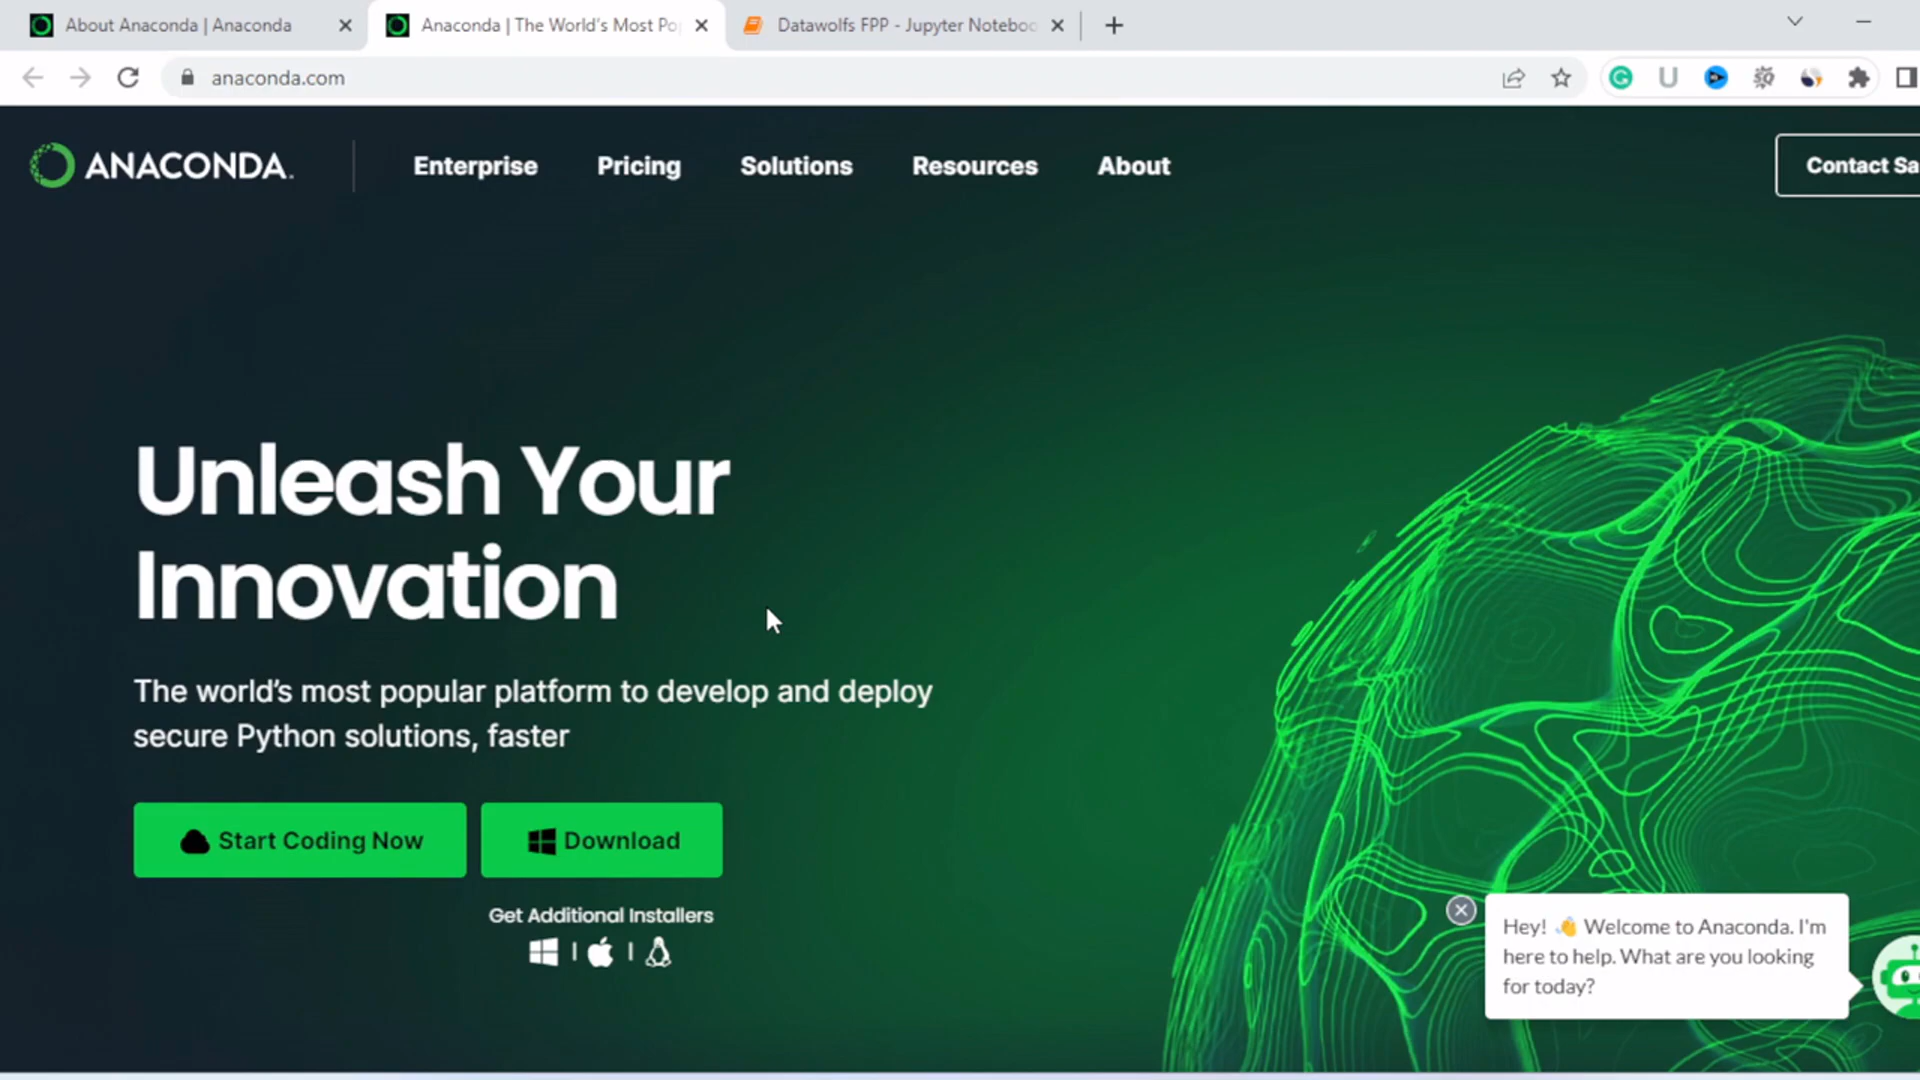 About Anaconda | Anaconda
Anaconda | The World's Most Po
Datawolfs FPP - Jupyter Noteboo
anaconda.com
ANACONDA.
Enterprise
Pricing
Solutions
Resources
About
Contact Sa
Unleash Your
Innovation
The world's most popular platform to develop and deploy
secure Python solutions, faster
Start Coding Now
Download
Get Additional Installers
Hey! 👋 Welcome to Anaconda. I'm
here to help. What are you looking
for today?